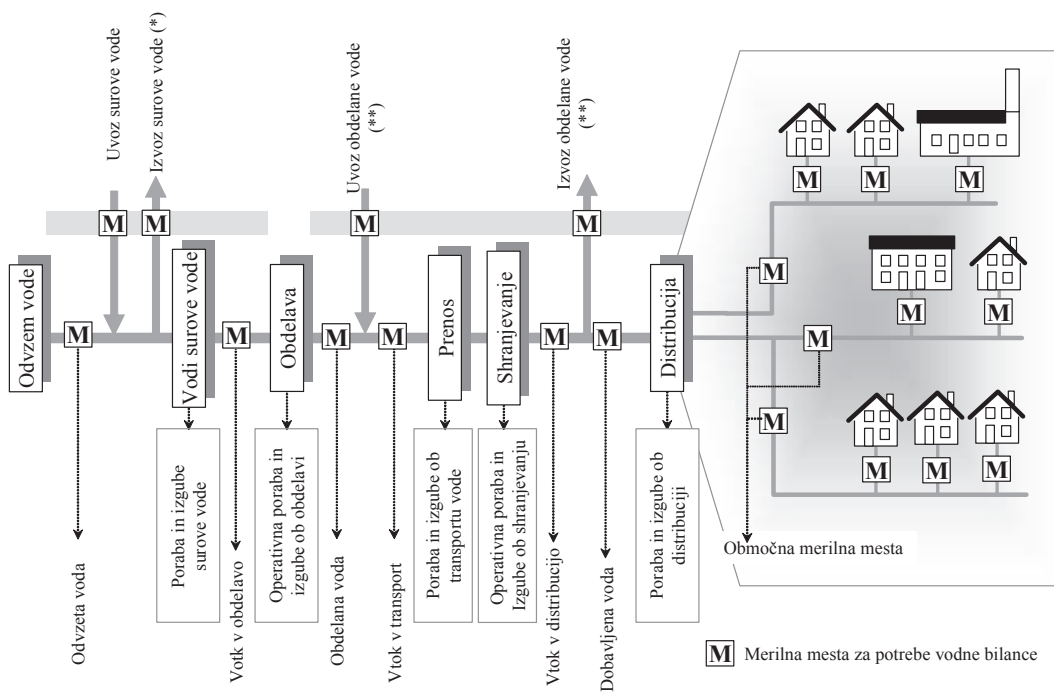 Uvoz surove vode
Izvoz surove vode (*)
Uvoz obdelane vode
(**)
Izvoz obdelane vode
(**)
M
M
M
M
M
M
M
Odvzem vode
M
Vodi surove vode
M
Obdelava
M
M
Prenos
Shranjevanje
M
M
Distribucija
M
M
M
M
M
M
M
M
Poraba in izgube
surove vode
Operativna poraba in
izgube ob obdelavi
Poraba in izgube ob
transportu vode
Operativna poraba in
Izgube ob shranjevanju
Poraba in izgube ob
distribuciji
Odvzeta voda
Votk v obdelavo
Obdelana voda
Vtok v transport
Vtok v distribucijo
Dobavljena voda
Območna merilna mesta
M Merilna mesta za potrebe vodne bilance